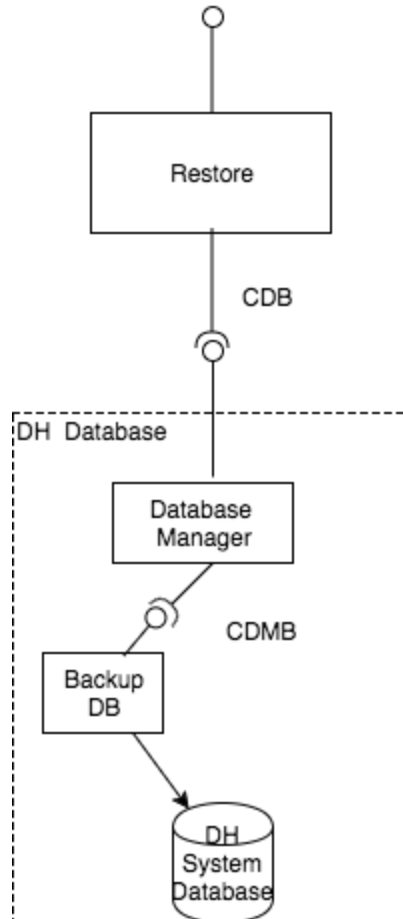 Restore
CDB
DH Database
Database
Manager
CDMB
Backup
DB
DH
System
Database